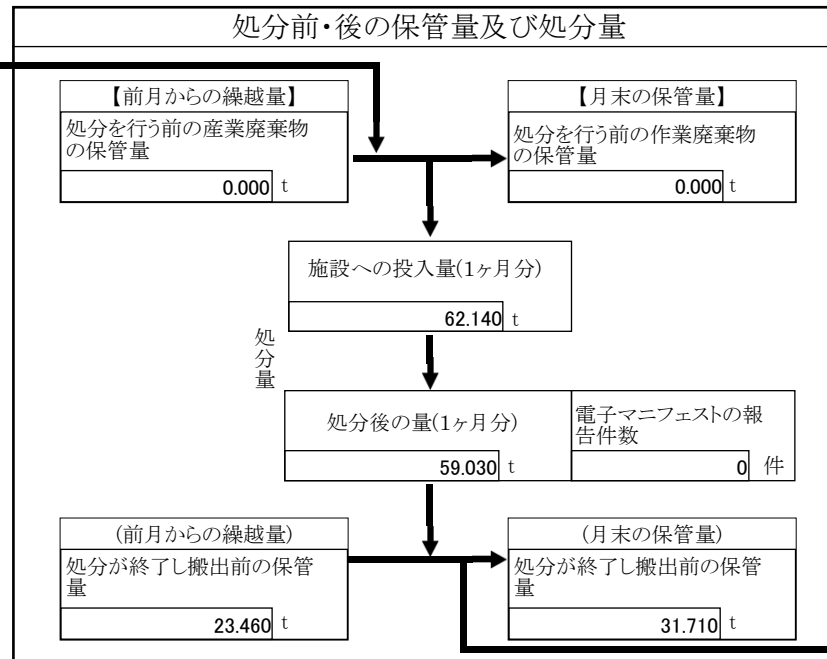 処分前・後の保管量及び処分量
【前月からの繰越量】
処分を行う前の産業廃棄物
の保管量
0.000 t
【月末の保管量】
処分を行う前の作業廃棄物
の保管量
0.000 t
施設への投入量(1ヶ月分)
62.140 t
処分量
処分後の量(1ヶ月分)
59.030 t
電子マニフェストの報
告件数
0 件
(前月からの繰越量)
処分が終了し搬出前の保管
量
23.460 t
(月末の保管量)
処分が終了し搬出前の保管
量
31.710 t